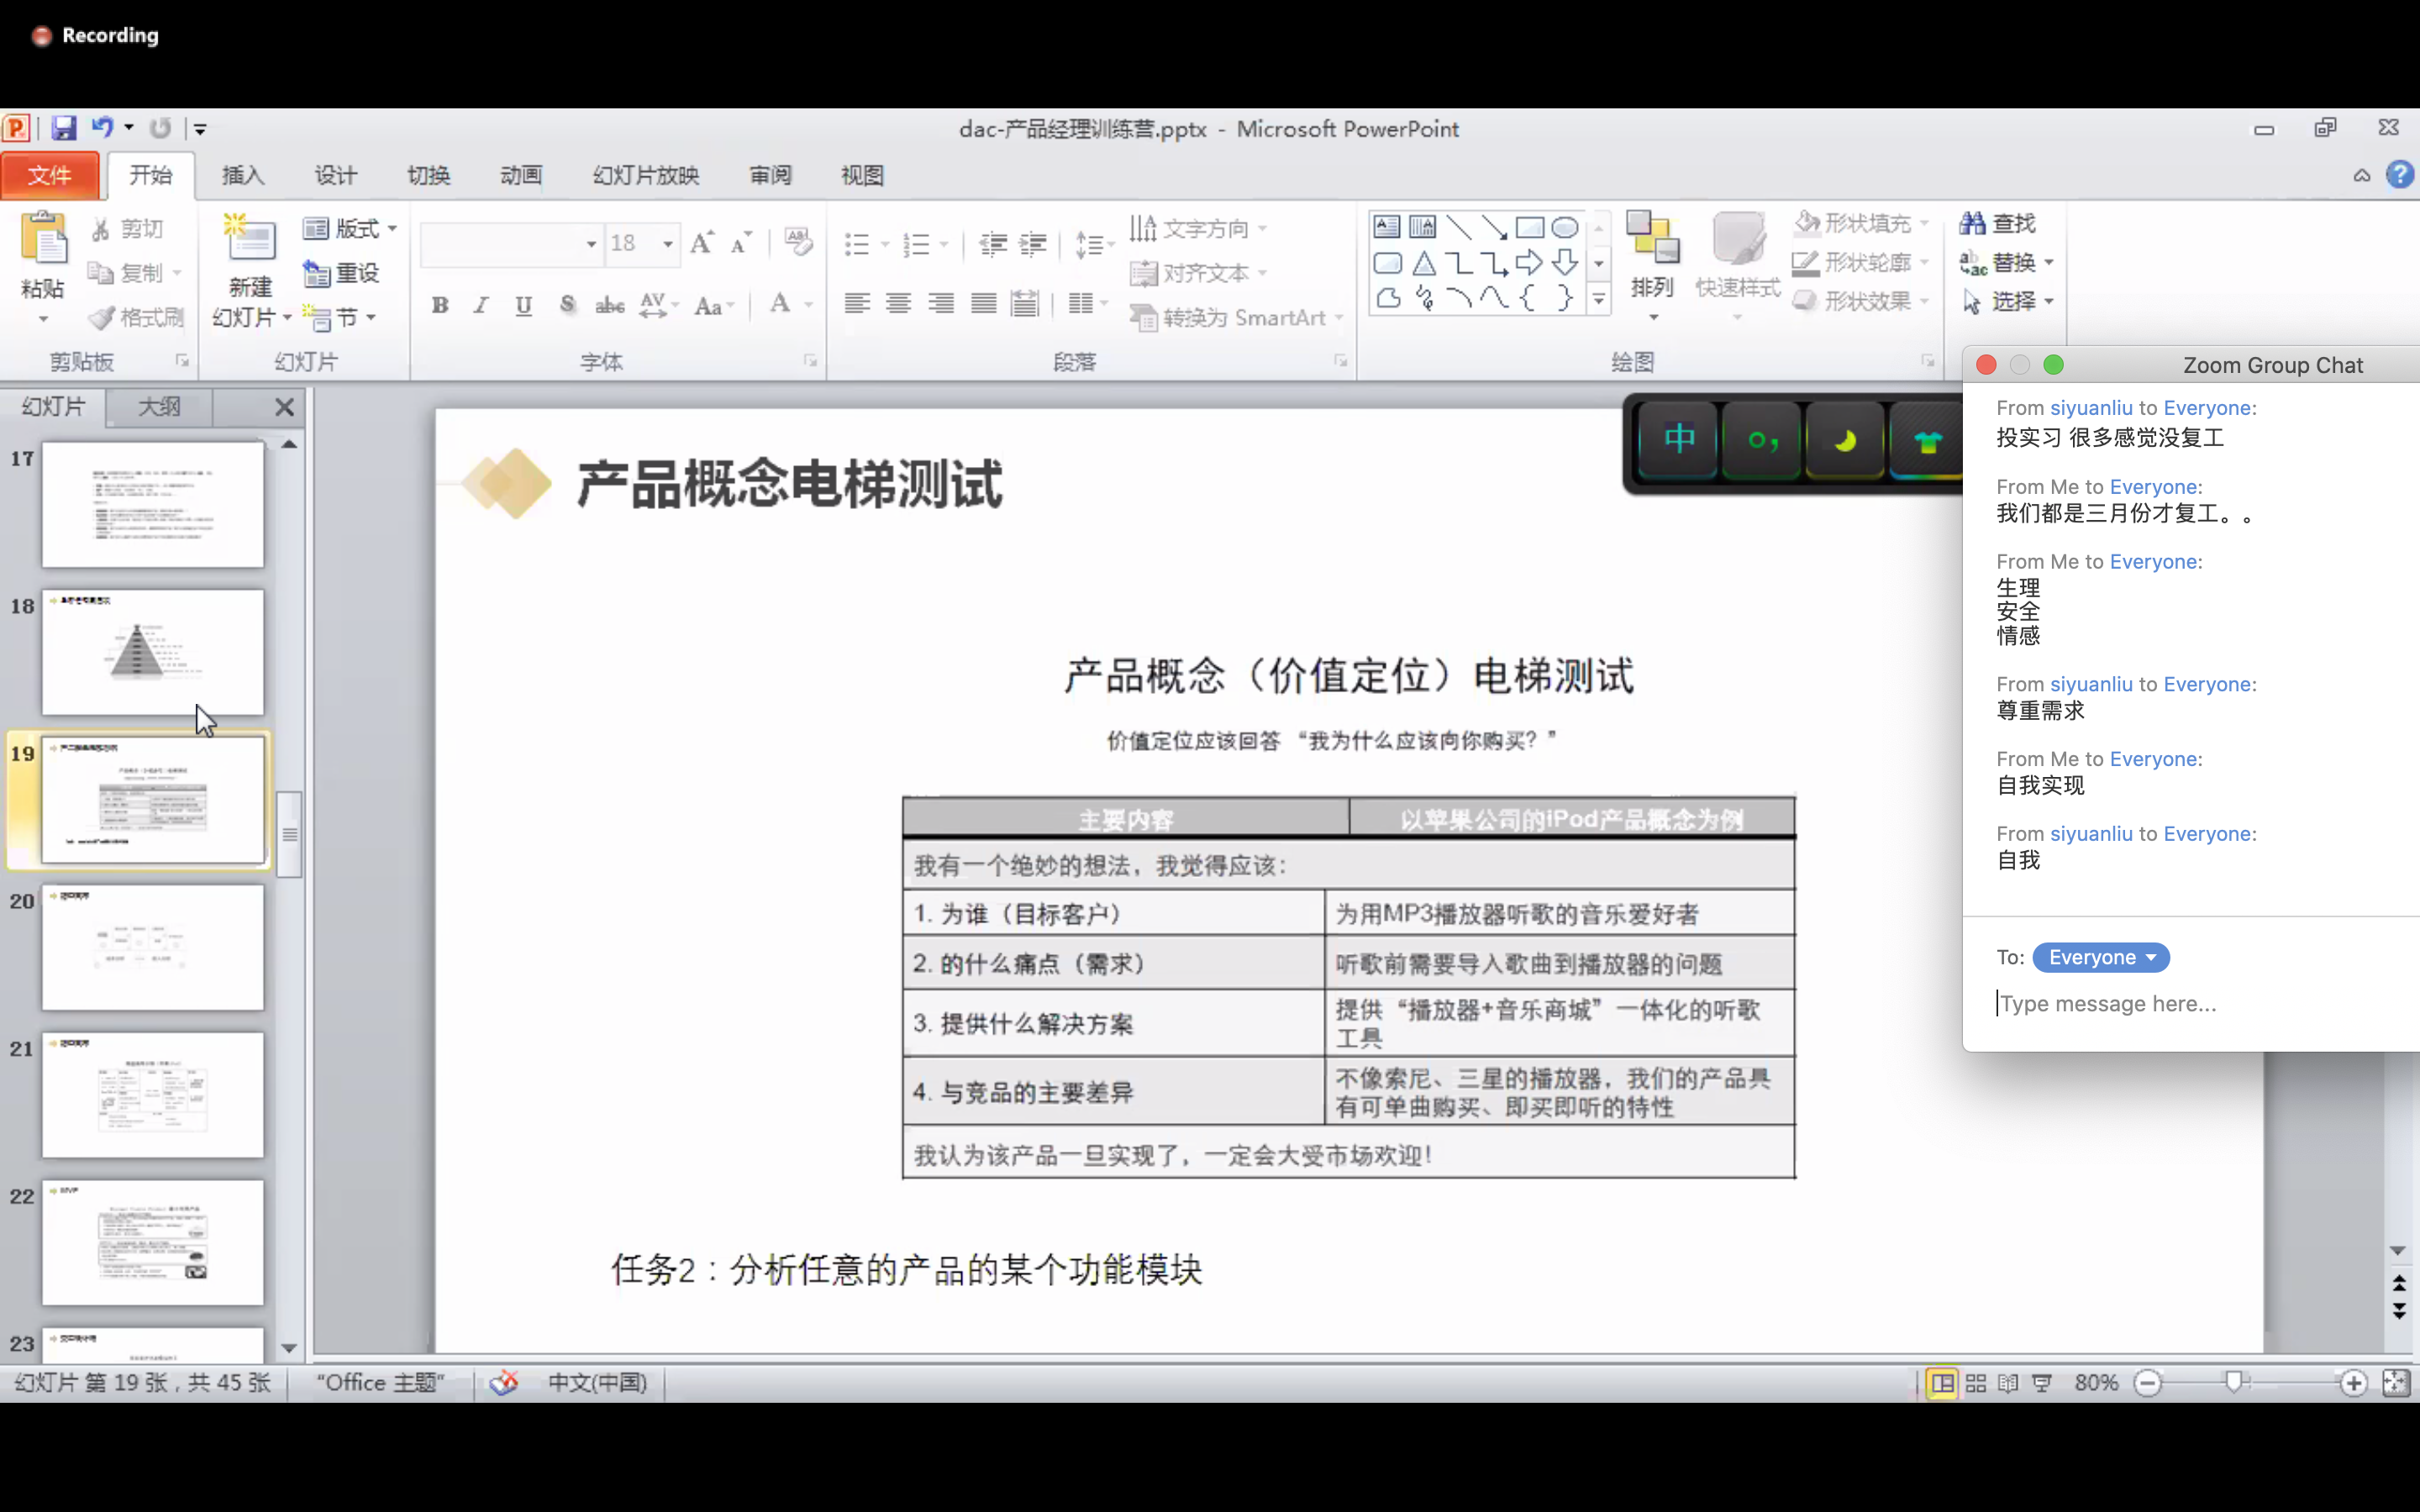 Recording
dac-产品经理训练营.pptx - Microsoft PowerPoint
文件 开始 插入 设计 切换 动画 幻灯片放映 审阅 视图
粘贴 剪切 复制 格式刷
剪贴板
新建
幻灯片
版式 重设 节
幻灯片
18
字体
文字方向
对齐文本
转换为 SmartArt
段落
排列 快速样式
形状填充
形状轮廓
形状效果
绘图
查找
替换
选择
幻灯片 大纲
17
18
19
20
21
22
23
产品概念电梯测试
产品概念（价值定位）电梯测试
价值定位应该回答 “我为什么应该向你购买？”
主要内容 以苹果公司的iPod产品概念为例
我有一个绝妙的想法，我觉得应该：
1. 为谁（目标客户） 为用MP3播放器听歌的音乐爱好者
2. 的什么痛点（需求） 听歌前需要导入歌曲到播放器的问题
3. 提供什么解决方案 提供“播放器+音乐商城”一体化的听歌
工具
4. 与竞品的主要差异 不像索尼、三星的播放器，我们的产品具
有可单曲购买、即买即听的特性
我认为该产品一旦实现了，一定会大受市场欢迎！
任务2：分析任意的产品的某个功能模块
中
Zoom Group Chat
From siyuanliu to Everyone:
投实习 很多感觉没复工
From Me to Everyone:
我们都是三月份才复工。。
From Me to Everyone:
生理
安全
情感
From siyuanliu to Everyone:
尊重需求
From Me to Everyone:
自我实现
From siyuanliu to Everyone:
自我
To: Everyone
Type message here...
幻灯片 第 19 张，共 45 张 “Office 主题” 中文(中国) 80%